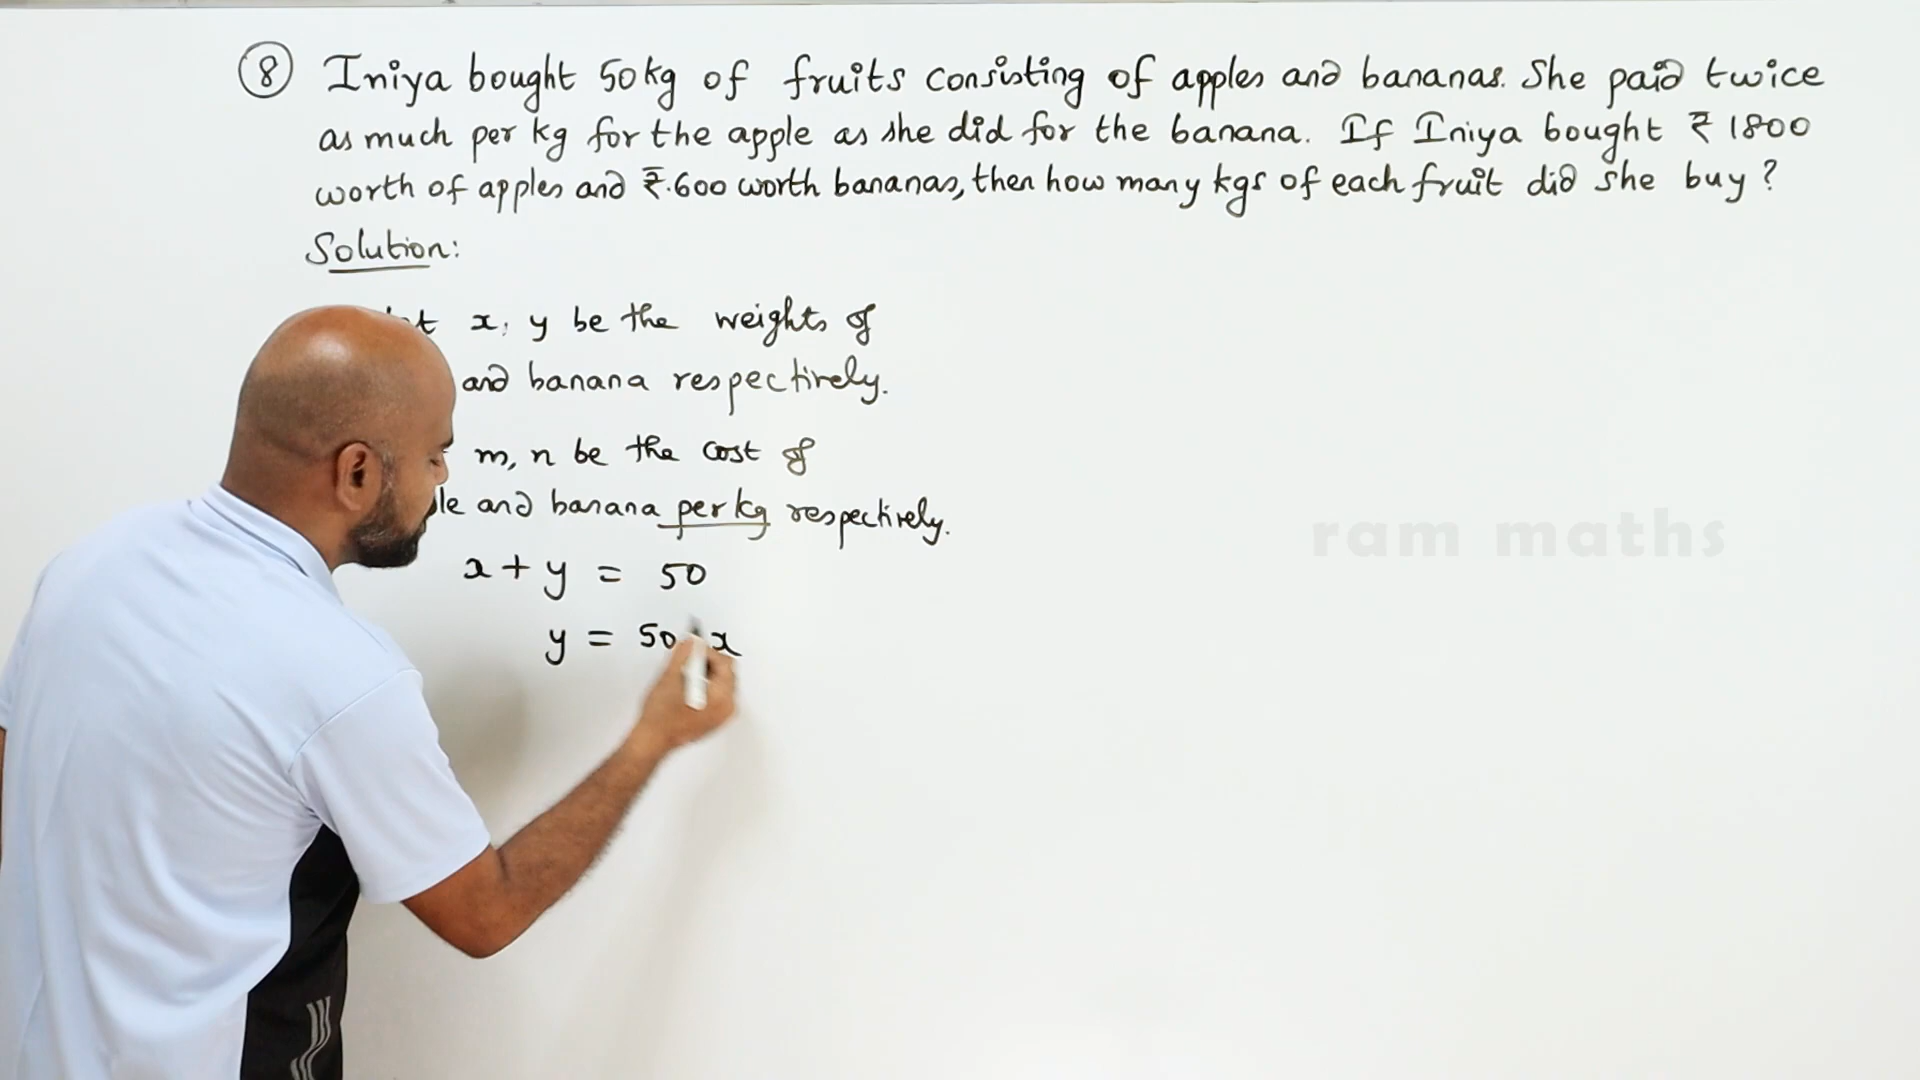 8 Iniya bought 50kg of fruits consisting of apples and bananas. She paid twice
as much per kg for the apple as she did for the banana. If Iniya bought ₹ 1800
worth of apples and ₹.600 worth bananas, then how many kgs of each fruit did she buy?
Solution:
x, y be the weights of
and banana respectively.
m, n be the cost of
and banana per kg respectively.
ram maths
x + y = 50
y = 50 x